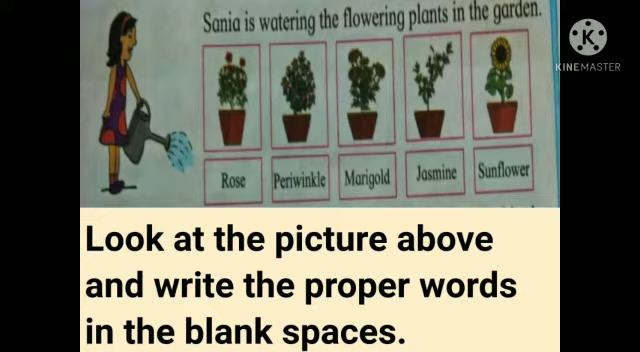 Sania is watering the flowering plants in the garden.
KINEMASTER
Rose
Periwinkle
Marigold
Jasmine
Sunflower
Look at the picture above
and write the proper words
in the blank spaces.